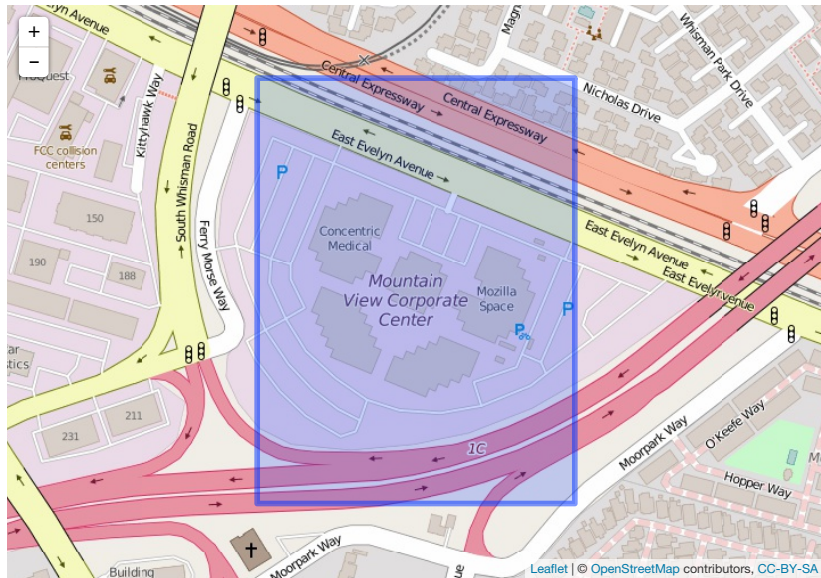 +
−
Evelyn Avenue
Magn
Whisman Park Drive
Central Expressway
Central Expressway
Nicholas Drive
Kittyhawk Way
FCC collision
centers
South Whisman Road
East Evelyn Avenue
P
150
Ferry Morse Way
Concentric
Medical
190
188
East Evelyn Avenue
East Evelyn Avenue
Mountain
View Corporate
Center
Mozilla
Space
P
P
211
231
1C
Moorpark Way
O'Keefe Way
Hopper Way
Moorpark Way
Building
Leaflet | © OpenStreetMap contributors, CC-BY-SA